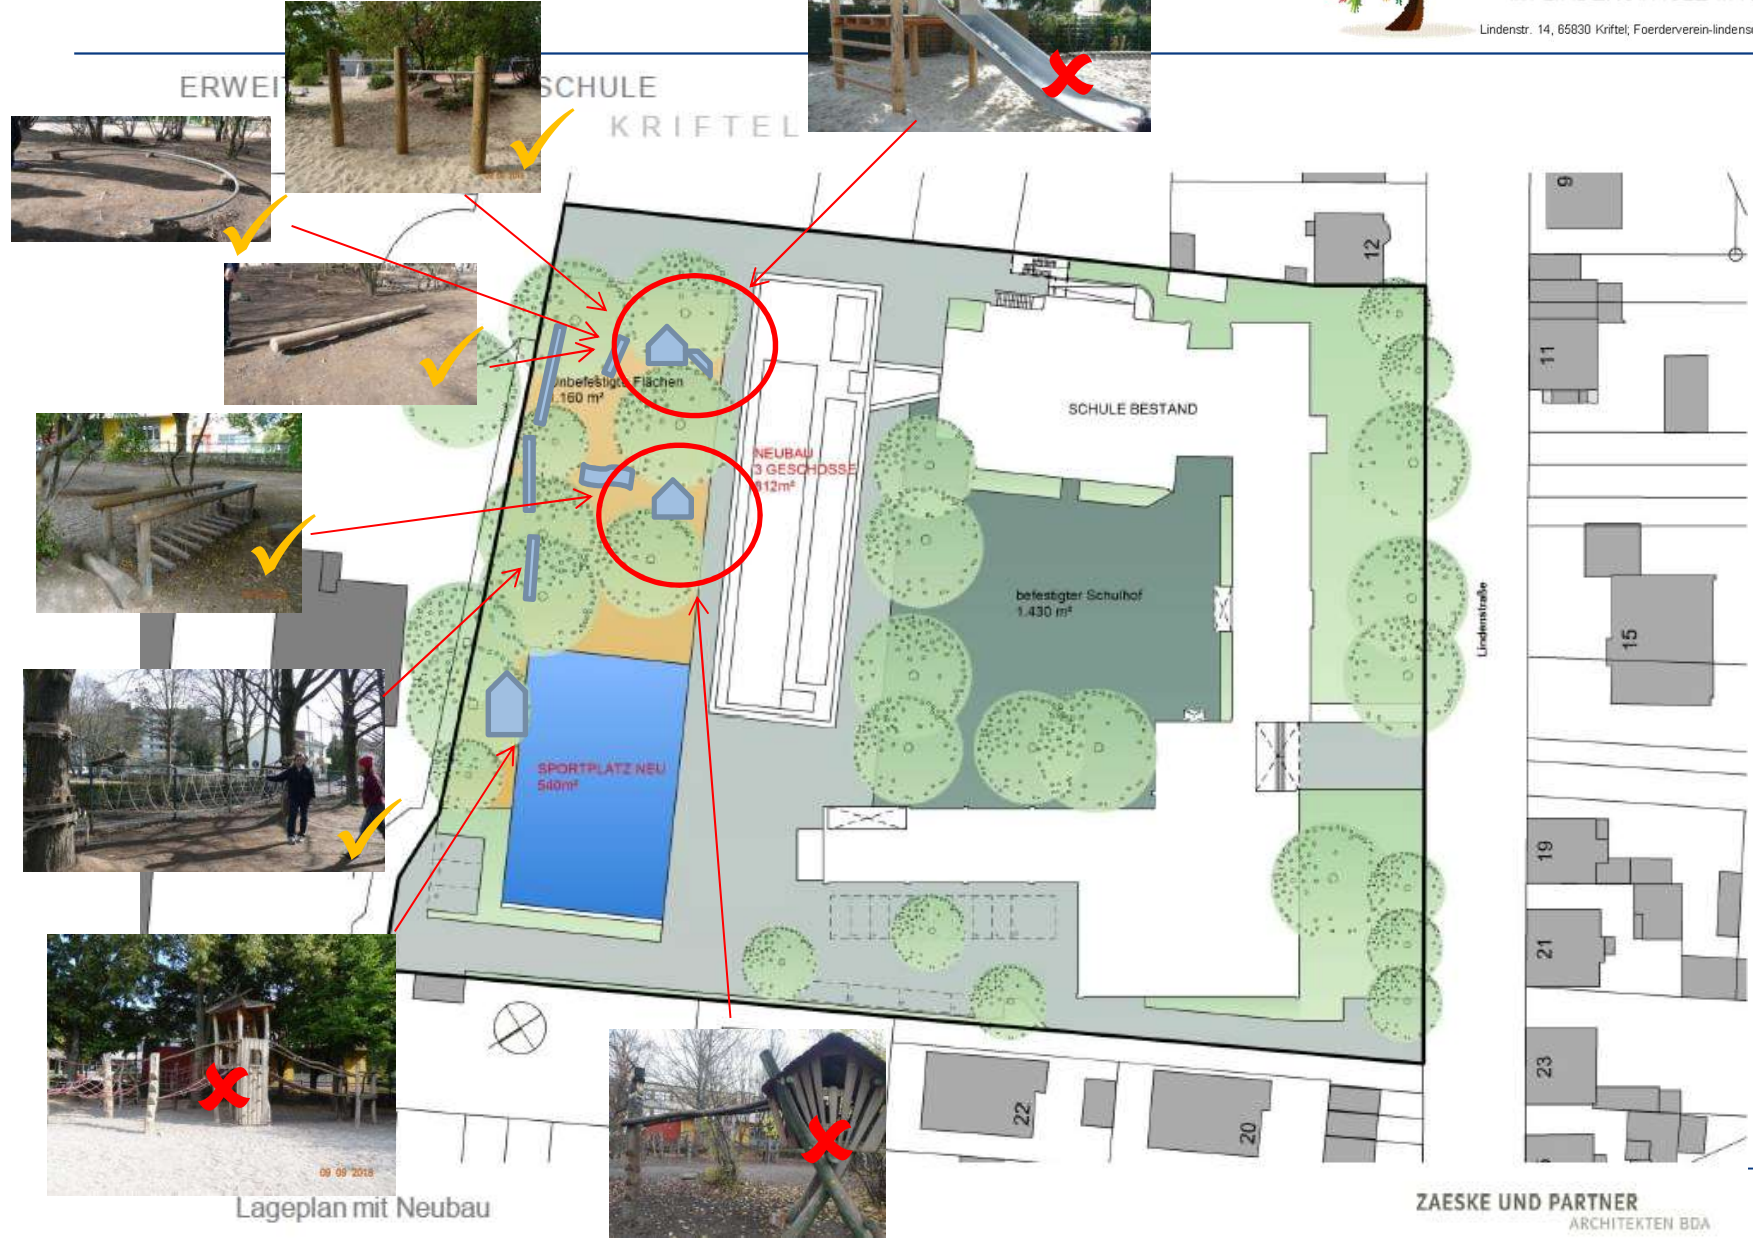 Lindenstr. 14, 65830 Kriftel; Foerderverein-lindens
ERWEI SCHULE
KRIFTEL
9
12
11
Unbefestigte Flächen
1.160 m²
SCHULE BESTAND
NEUBAU
3 GESCHOSSE
812m²
befestigter Schulhof
1.430 m²
Lindenstraße
15
SPORTPLATZ NEU
540m²
19
21
23
22
20
09 09 2018
Lageplan mit Neubau
ZAESKE UND PARTNER
ARCHITEKTEN BDA